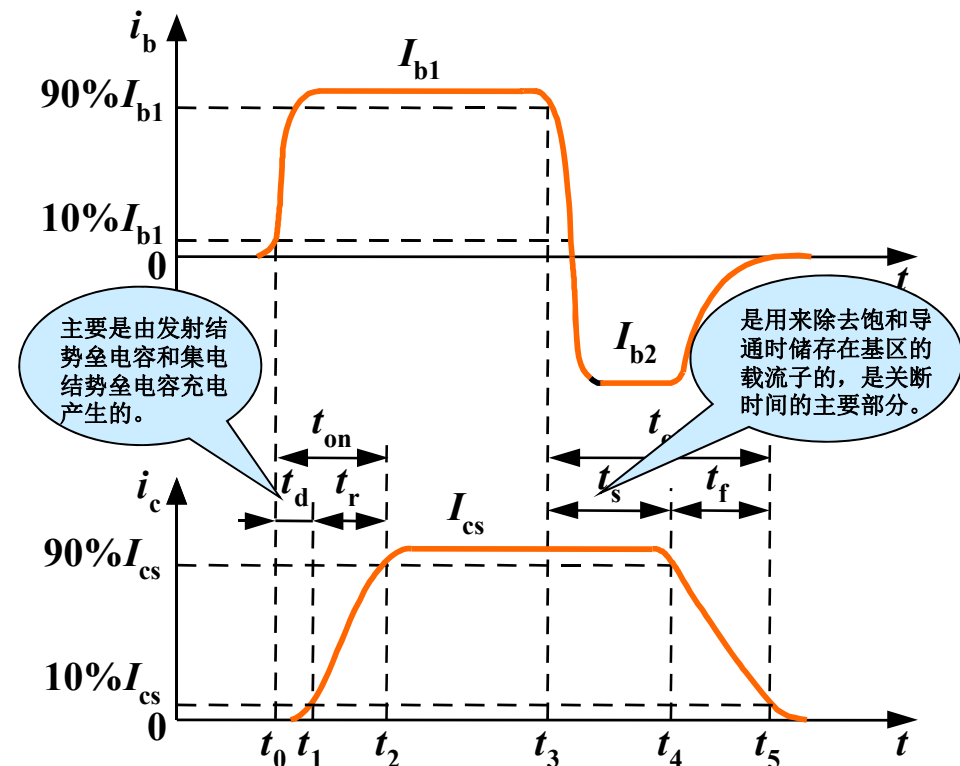 i_b
I_b1
90%I_b1
10%I_b1
0
t
主要是由发射结
势垒电容和集电
结势垒电容充电
产生的。
I_b2
是用来除去饱和导
通时储存在基区的
载流子的，是关断
时间的主要部分。
t_on
t_o
i_c
t_d
t_r
I_cs
t_s
t_f
90%I_cs
10%I_cs
0
t_0 t_1 t_2 t_3 t_4 t_5 t